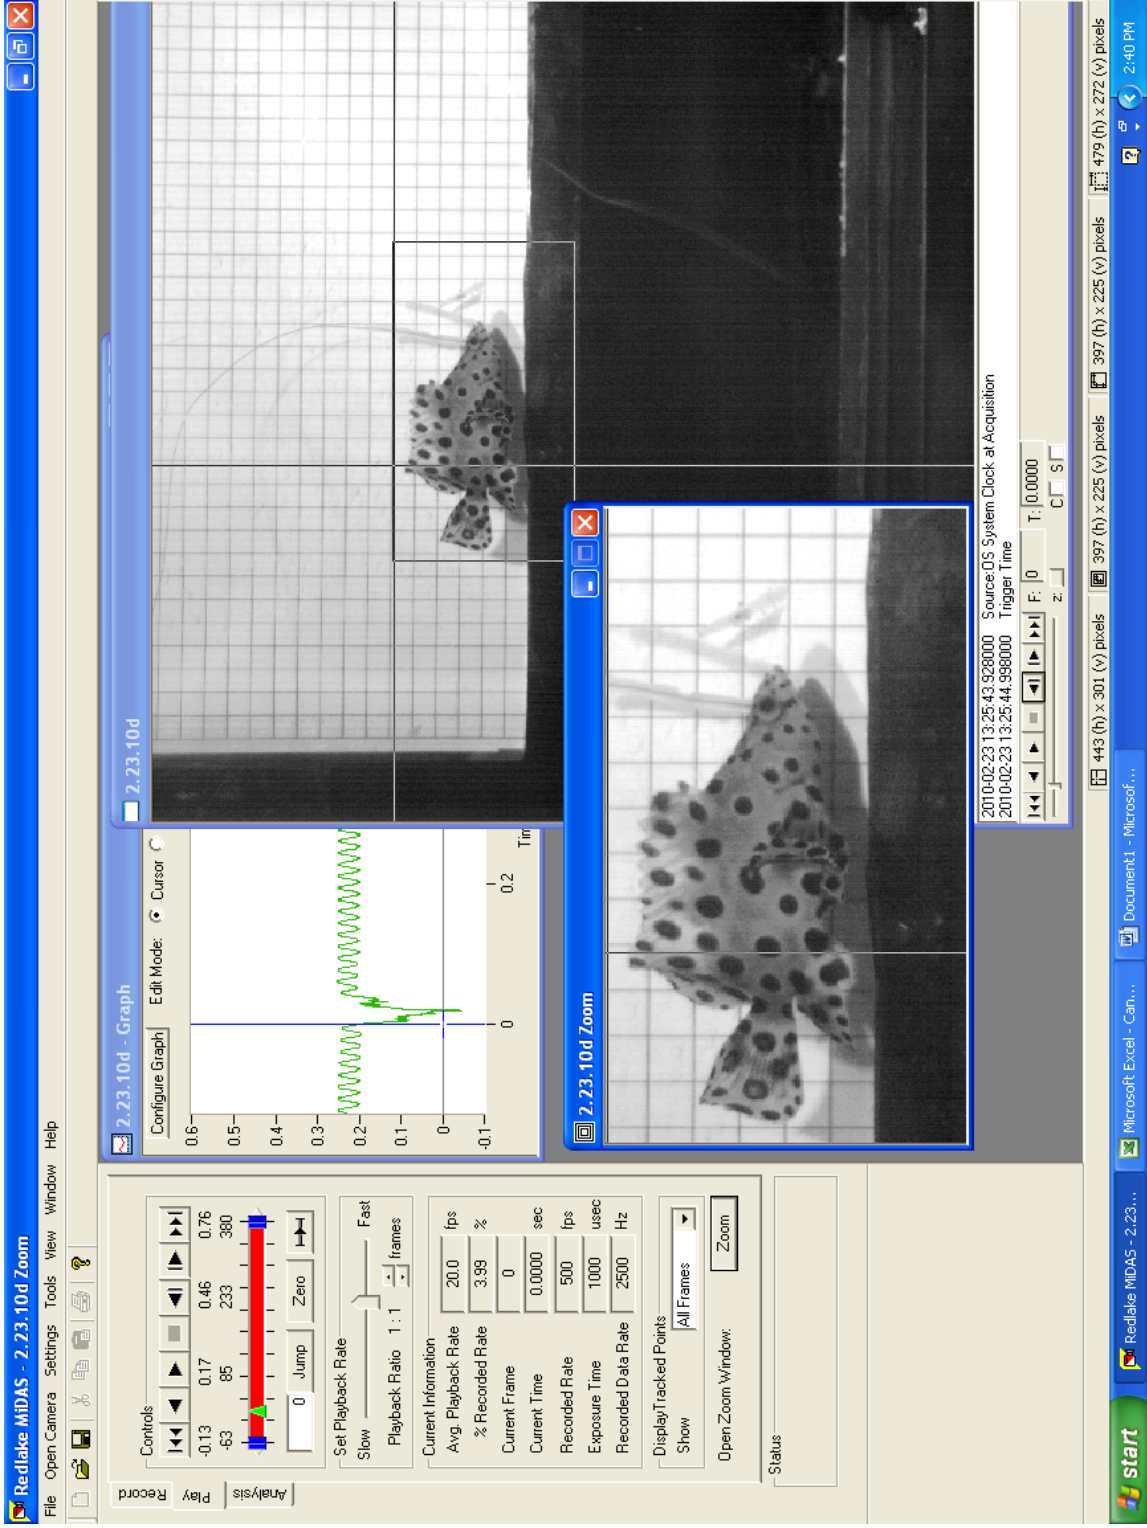 Redlake MiDAS - 2.23.10d Zoom
File Open Camera Settings Tools View Window Help
Record
Play
Analysis
Controls
-0.13 0.17 0.46 0.76
-63 85 233 380
0 Jump Zero
Set Playback Rate
Slow Fast
Playback Ratio 1 : 1 frames
Current Information
Avg. Playback Rate 20.0 fps
% Recorded Rate 3.99 %
Current Frame 0
Current Time 0.0000 sec
Recorded Rate 500 fps
Exposure Time 1000 usec
Recorded Data Rate 2500 Hz
DisplayTracked Points
Show All Frames
Open Zoom Window: Zoom
Status
2.23.10d - Graph
Configure Graph Edit Mode: Cursor
0.6
0.5
0.4
0.3
0.2
0.1
0
-0.1
0 0.2 Tim
2.23.10d
2.23.10d Zoom
2010-02-23 13:25:43.928000 Source:OS System Clock at Acquisition
2010-02-23 13:25:44.998000 Trigger Time
F: 0 T: 0.0000
z: C S
443 (h) x 301 (v) pixels 397 (h) x 225 (v) pixels 397 (h) x 225 (v) pixels 479 (h) x 272 (v) pixels
start Redlake MiDAS - 2.23... Microsoft Excel - Can... Document1 - Microsof... 2:40 PM